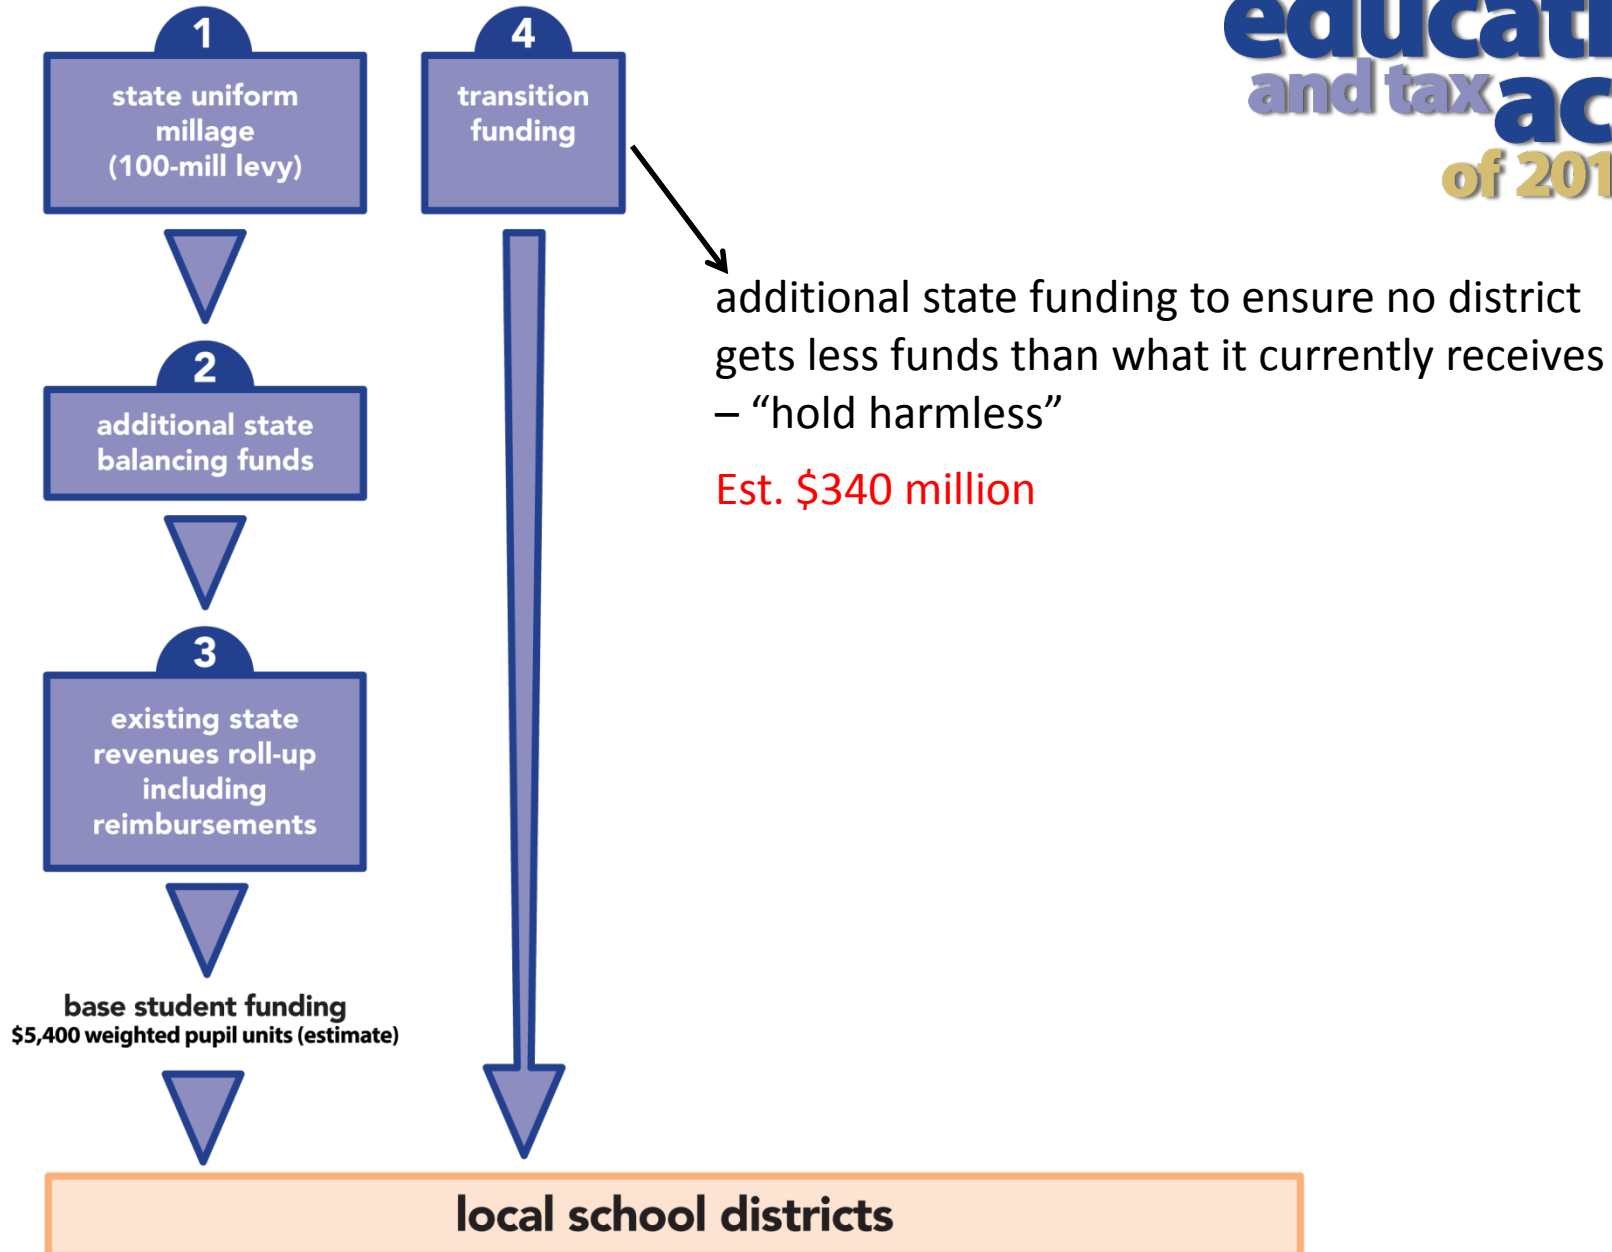 1
state uniform
millage
(100-mill levy)
4
transition
funding
and tax
of
additional state funding to ensure no district
gets less funds than what it currently receives
– “hold harmless”
Est. $340 million
2
additional state
balancing funds
3
existing state
revenues roll-up
including
reimbursements
base student funding
$5,400 weighted pupil units (estimate)
local school districts